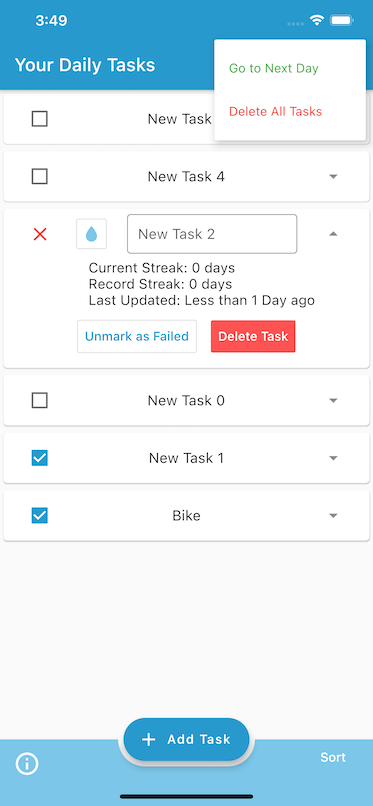 3:49
Your Daily Tasks
Go to Next Day
Delete All Tasks
New Task
New Task 4
New Task 2
Current Streak: 0 days
Record Streak: 0 days
Last Updated: Less than 1 Day ago
Unmark as Failed
Delete Task
New Task 0
New Task 1
Bike
+ Add Task
Sort